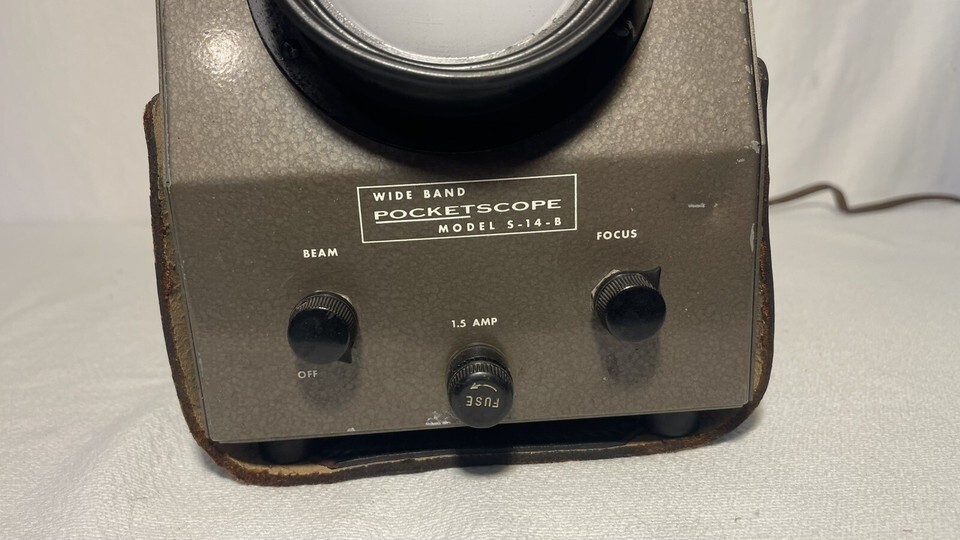 WIDE BAND
POCKETSCOPE
MODEL S-14-B
BEAM
FOCUS
1.5 AMP
OFF
FUSE